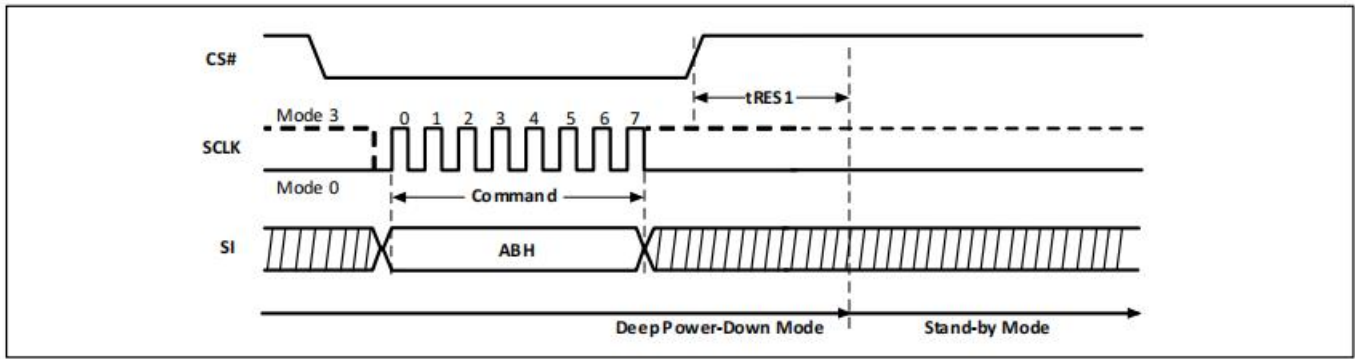 CS#
tRES1
Mode 3
0 1 2 3 4 5 6 7
SCLK
Mode 0
Command
SI
ABH
Deep Power-Down Mode Stand-by Mode